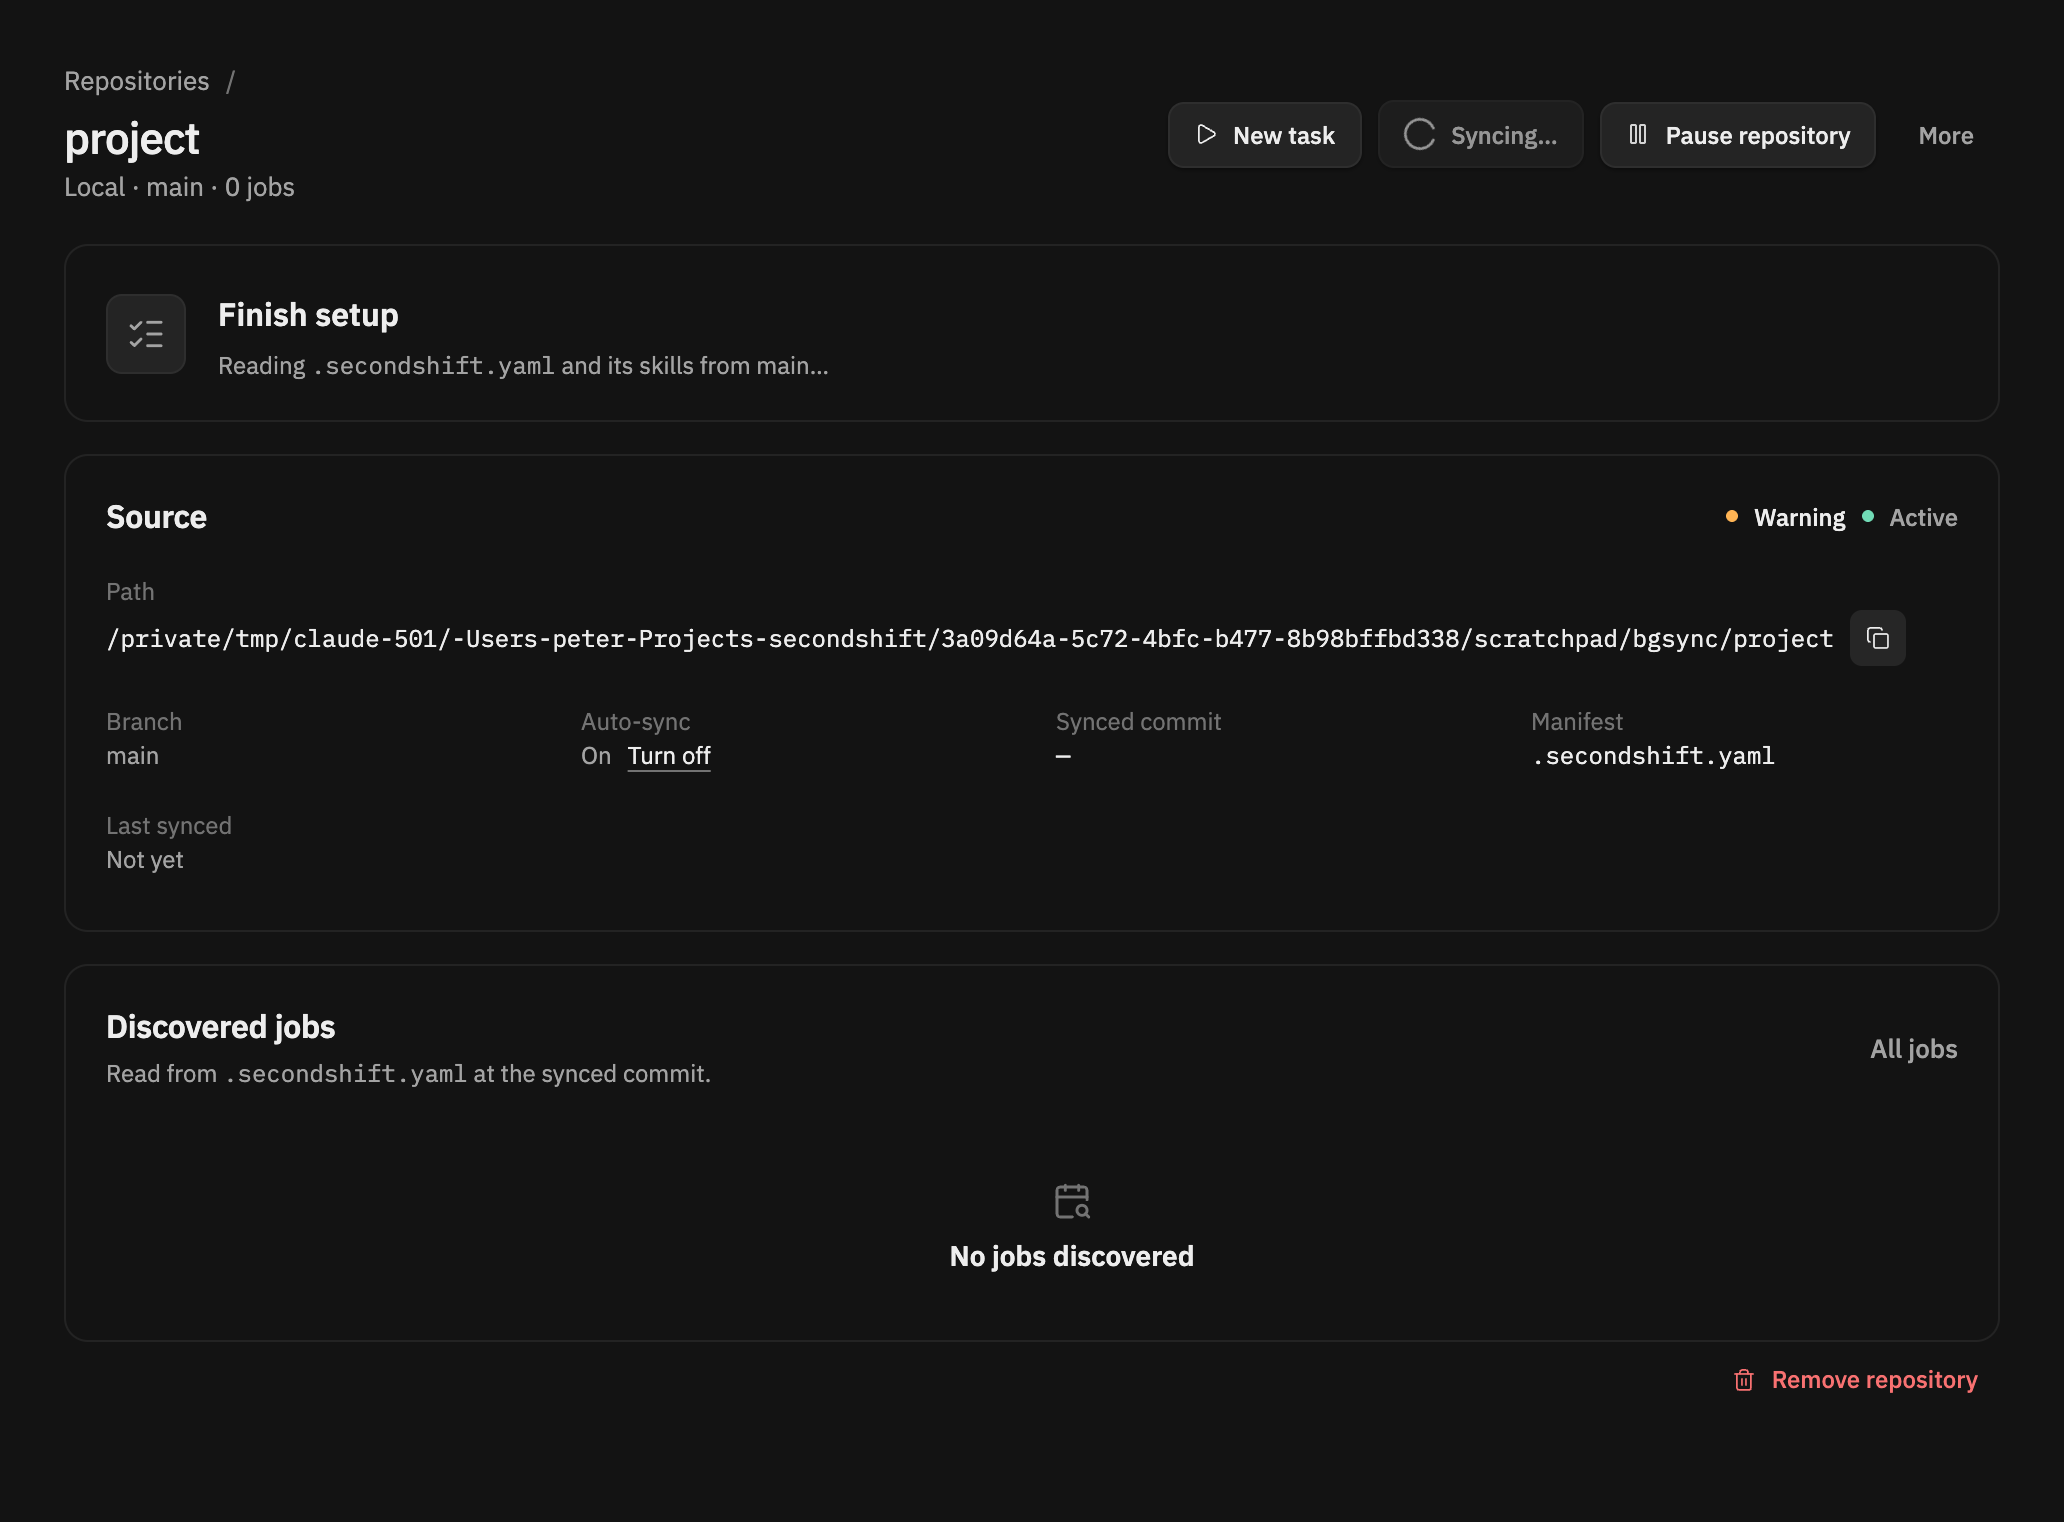 Repositories /
project
Local · main · 0 jobs
New task
Syncing...
Pause repository
More
Finish setup
Reading .secondshift.yaml and its skills from main...
Source
Warning
Active
Path
/private/tmp/claude-501/-Users-peter-Projects-secondshift/3a09d64a-5c72-4bfc-b477-8b98bffbd338/scratchpad/bgsync/project
Branch
main
Auto-sync
On Turn off
Synced commit
—
Manifest
.secondshift.yaml
Last synced
Not yet
Discovered jobs
Read from .secondshift.yaml at the synced commit.
All jobs
No jobs discovered
Remove repository